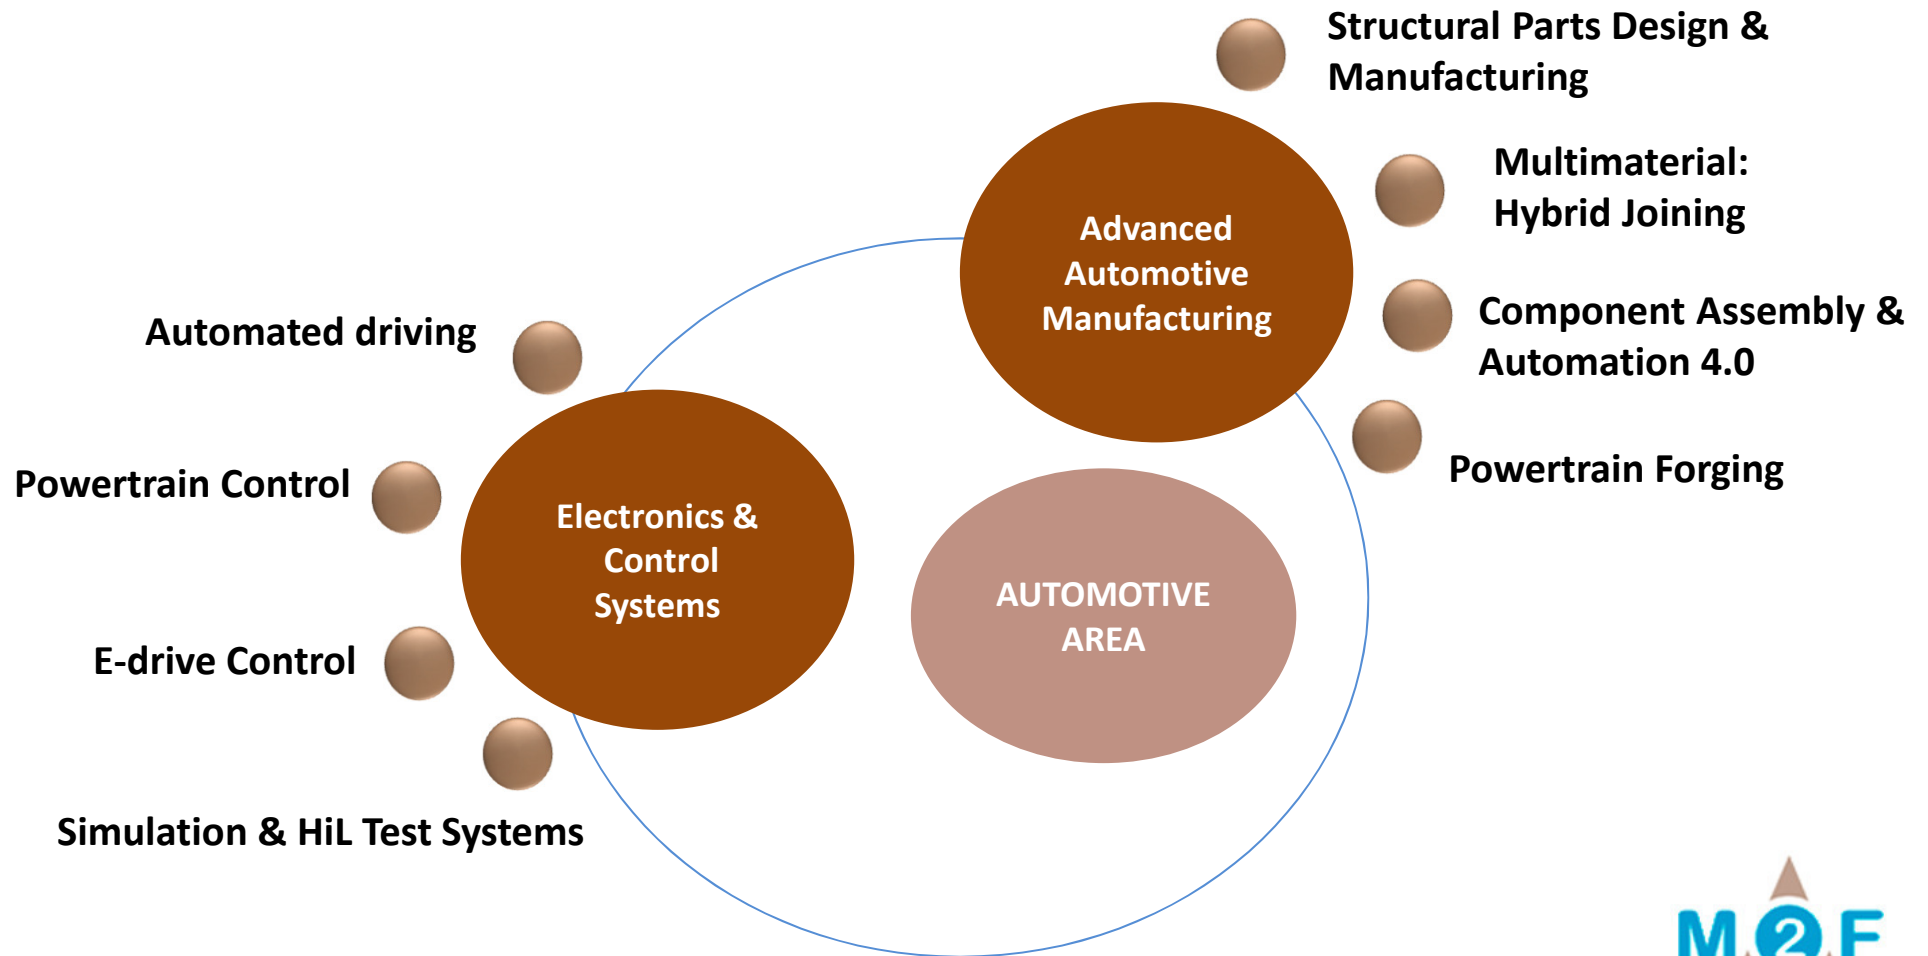 Structural Parts Design &
Manufacturing
Multimaterial:
Hybrid Joining
Advanced
Automotive
Manufacturing
Component Assembly &
Automation 4.0
Automated driving
Powertrain Forging
Powertrain Control
Electronics &
Control
Systems
AUTOMOTIVE
AREA
E-drive Control
Simulation & HiL Test Systems
M2F